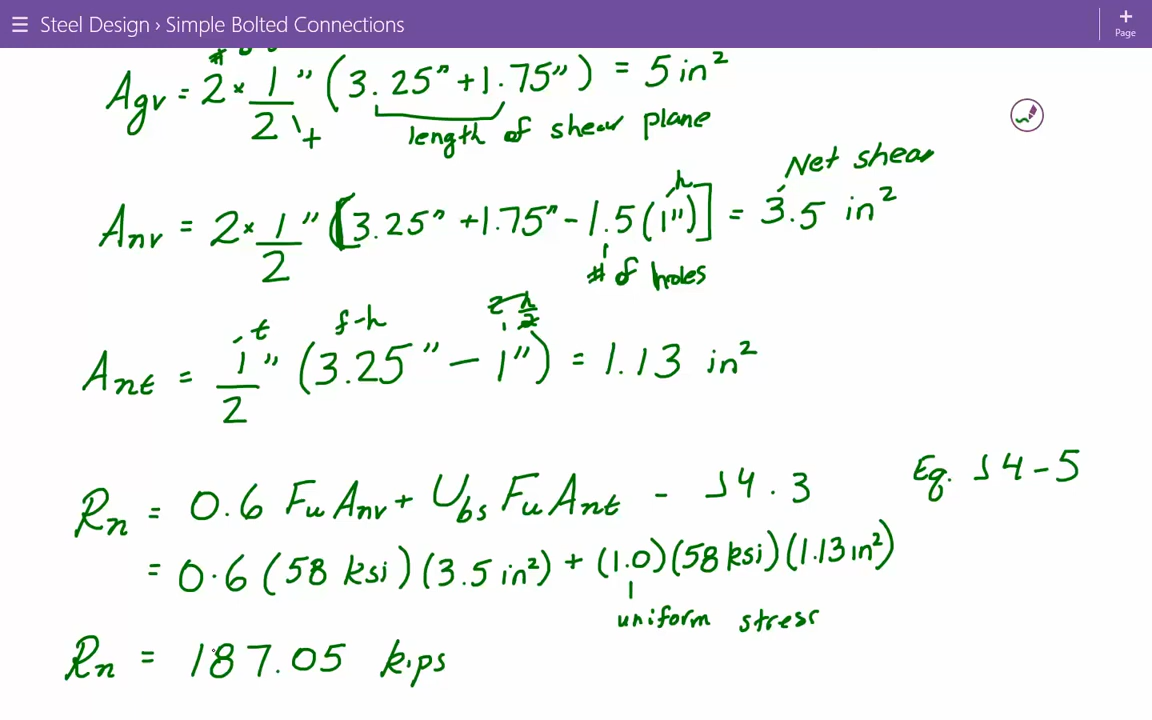 Steel Design › Simple Bolted Connections
+
Page
Agv = 2 × 1/2" (3.25" + 1.75") = 5 in²
t
length of shear plane
Net shear
h
Anv = 2 × 1/2" [3.25" + 1.75" - 1.5 (1")] = 3.5 in²
# of holes
t f-h h/2
Ant = 1/2" (3.25" - 1") = 1.13 in²
Rn = 0.6 Fu Anv + Ubs Fu Ant - J4.3 Eq. J4-5
= 0.6 (58 ksi) (3.5 in²) + (1.0) (58 ksi) (1.13 in²)
uniform stress
Rn = 187.05 kips